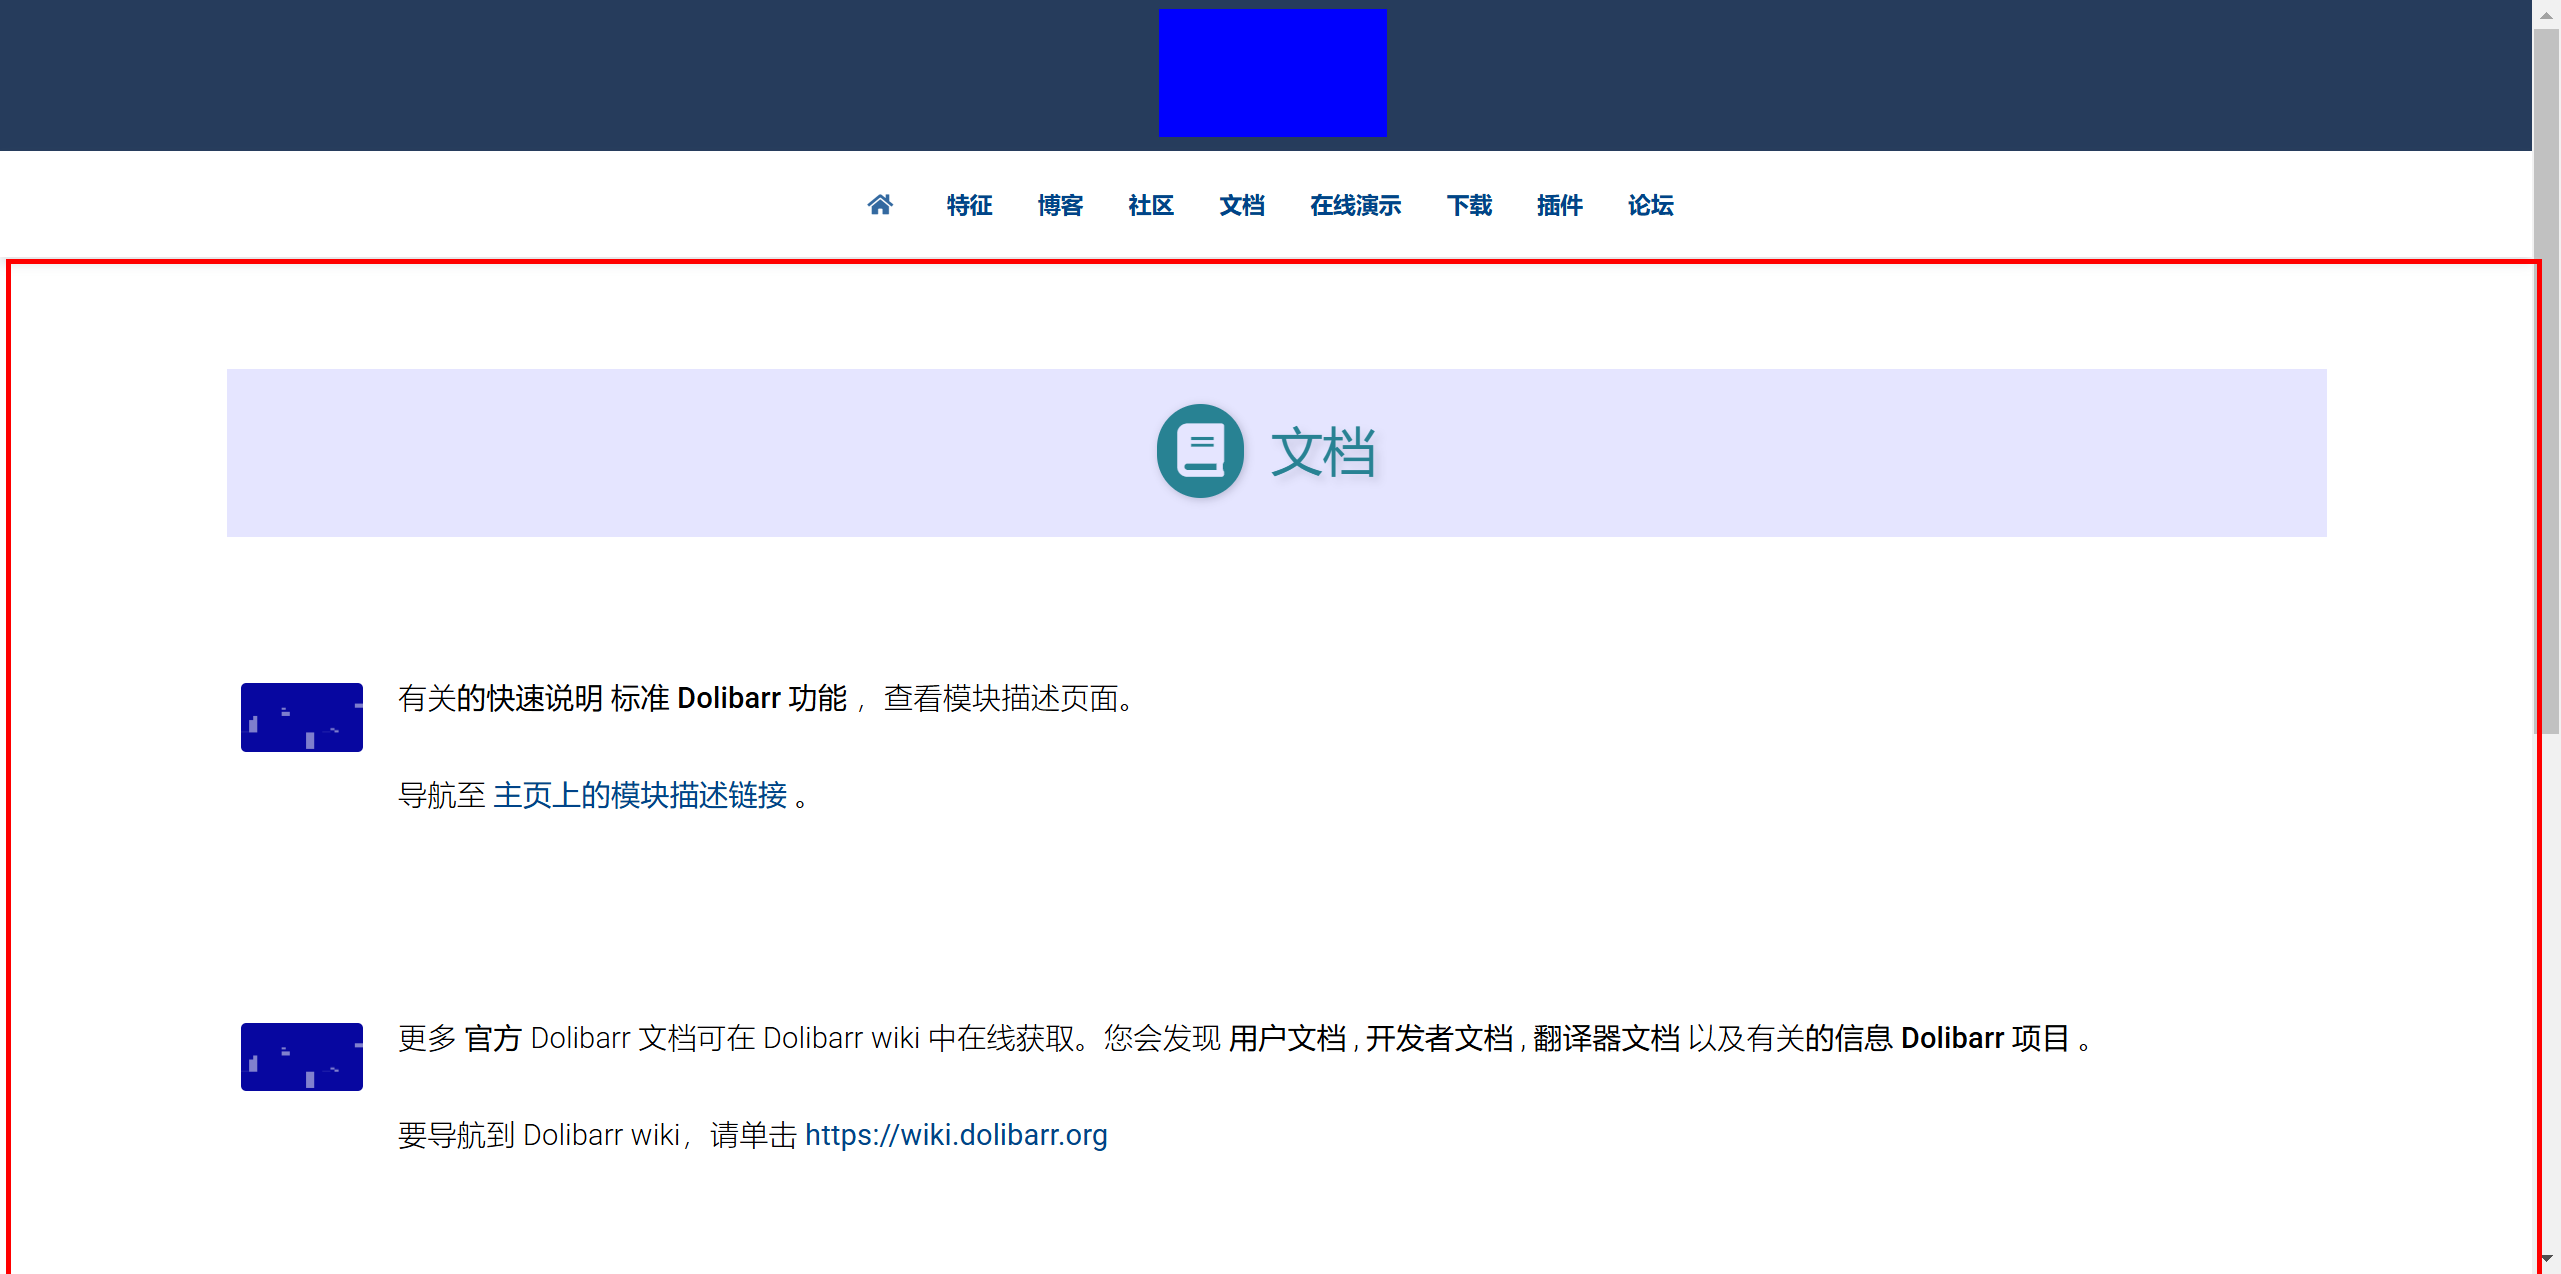 特征 博客 社区 文档 在线演示 下载 插件 论坛
文档
有关的快速说明 标准 Dolibarr 功能 ，查看模块描述页面。
导航至 主页上的模块描述链接 。
更多 官方 Dolibarr 文档可在 Dolibarr wiki 中在线获取。您会发现 用户文档 , 开发者文档 , 翻译器文档 以及有关的信息 Dolibarr 项目 。
要导航到 Dolibarr wiki，请单击 https://wiki.dolibarr.org